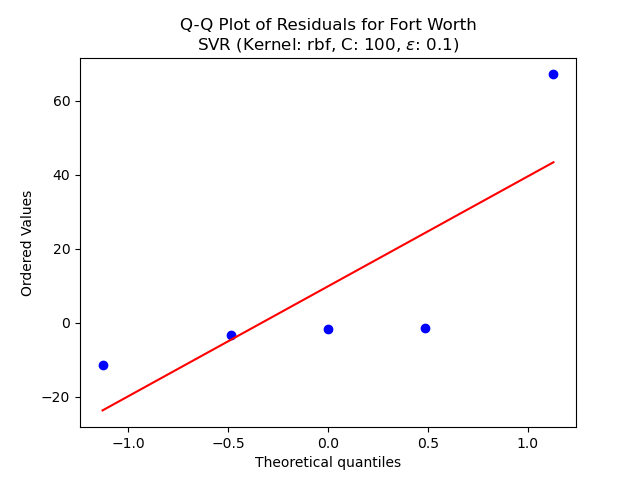 Q-Q Plot of Residuals for Fort Worth
SVR (Kernel: rbf, C: 100, ε: 0.1)
Ordered Values
60
40
20
0
−20
−1.0
−0.5
0.0
0.5
1.0
Theoretical quantiles